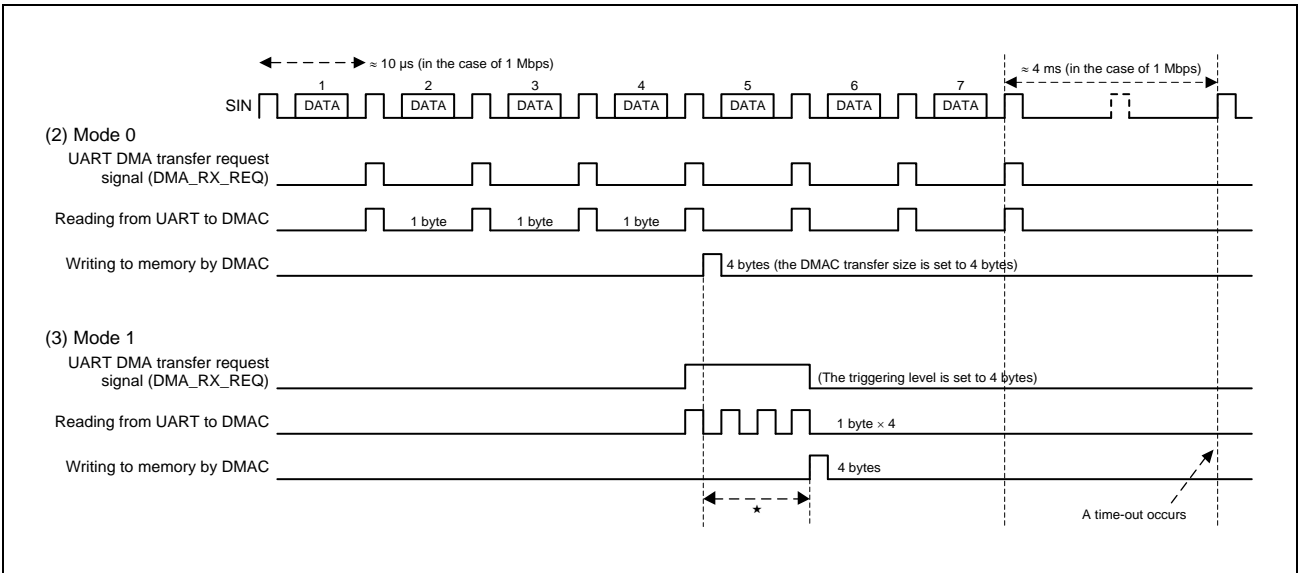 ≈ 10 μs (in the case of 1 Mbps)
≈ 4 ms (in the case of 1 Mbps)
1 2 3 4 5 6 7
SIN DATA DATA DATA DATA DATA DATA DATA
(2) Mode 0
UART DMA transfer request
signal (DMA_RX_REQ)
Reading from UART to DMAC 1 byte 1 byte 1 byte
Writing to memory by DMAC 4 bytes (the DMAC transfer size is set to 4 bytes)
(3) Mode 1
UART DMA transfer request
signal (DMA_RX_REQ) (The triggering level is set to 4 bytes)
Reading from UART to DMAC 1 byte × 4
Writing to memory by DMAC 4 bytes
★
A time-out occurs